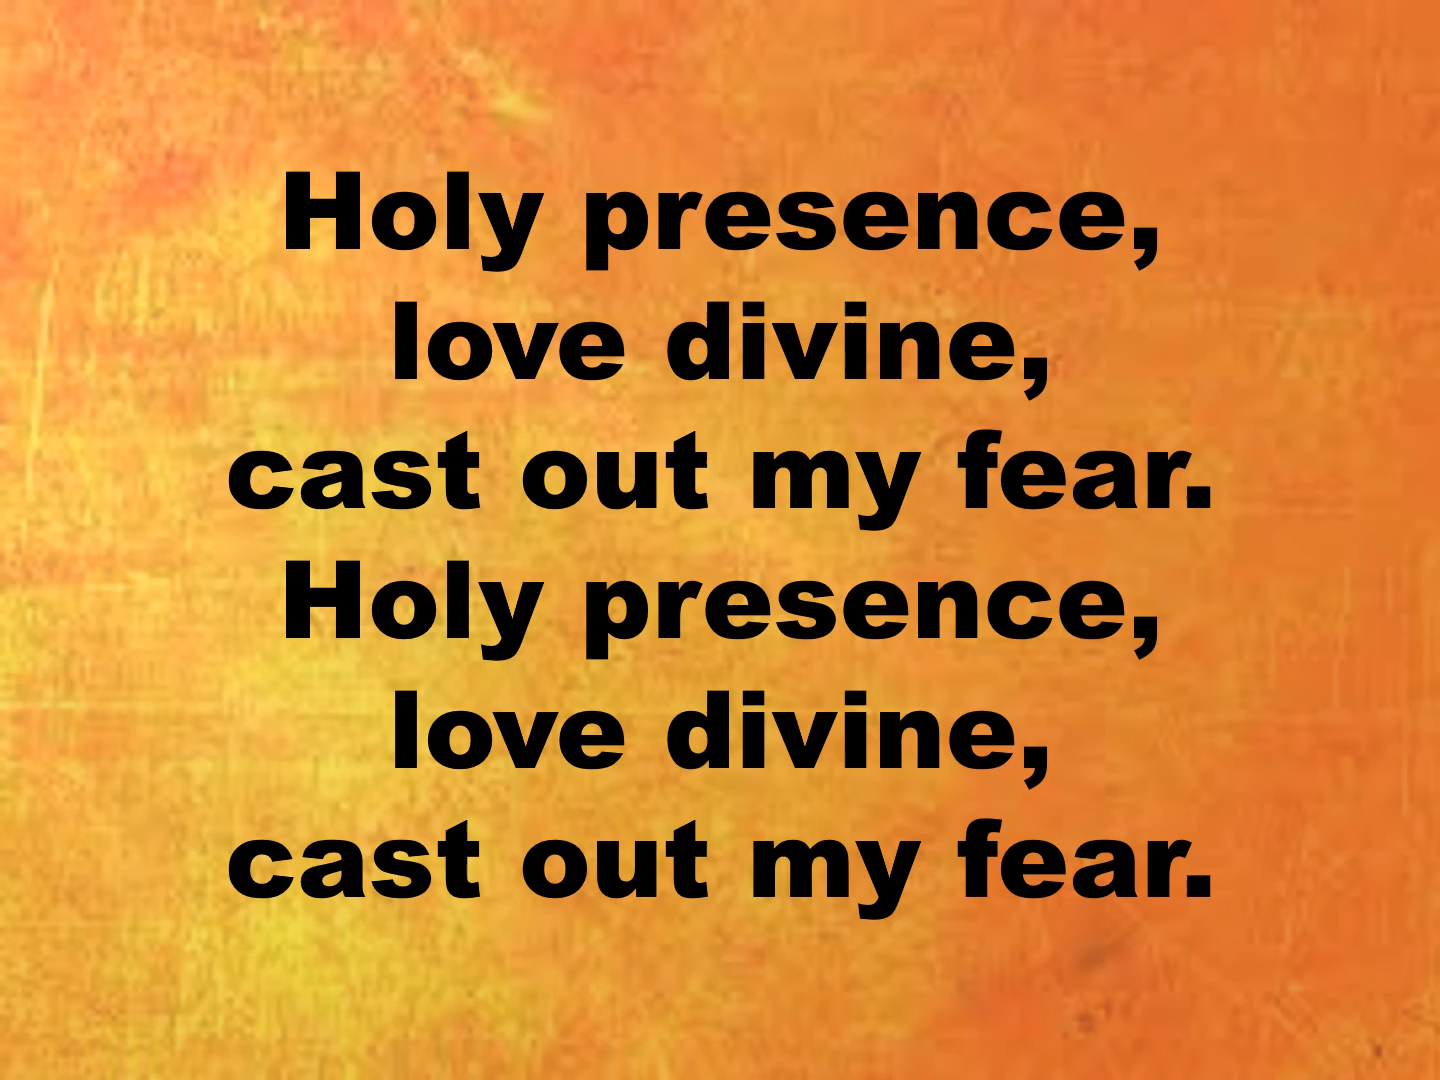 Holy presence,
love divine,
cast out my fear.
Holy presence,
love divine,
cast out my fear.